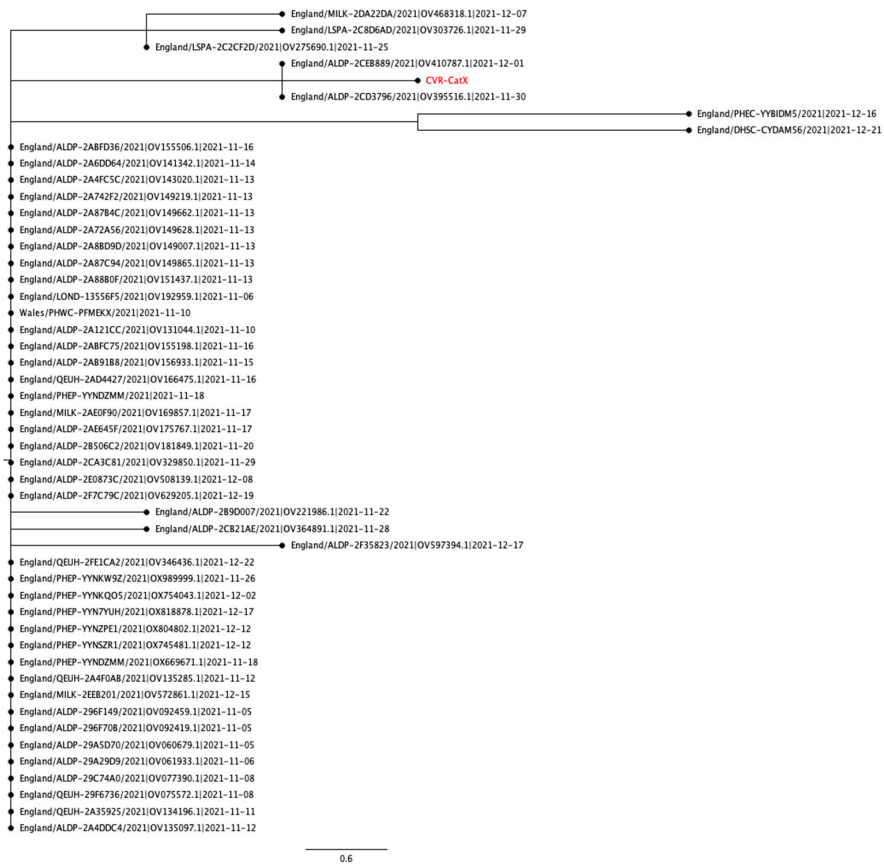 England/MILK-2DA22DA/2021|OV468318.1|2021-12-07
England/LSPA-2C8D6AD/2021|OV303726.1|2021-11-29
England/LSPA-2C2CF2D/2021|OV275690.1|2021-11-25
England/ALDP-2CEB889/2021|OV410787.1|2021-12-01
CVR-CatX
England/ALDP-2CD3796/2021|OV395516.1|2021-11-30
England/PHEC-YYBIDM5/2021|2021-12-16
England/DHSC-CYDAM56/2021|2021-12-21
England/ALDP-2ABFD36/2021|OV155506.1|2021-11-16
England/ALDP-2A6DD64/2021|OV141342.1|2021-11-14
England/ALDP-2A4FC5C/2021|OV143020.1|2021-11-13
England/ALDP-2A742F2/2021|OV149219.1|2021-11-13
England/ALDP-2A87B4C/2021|OV149662.1|2021-11-13
England/ALDP-2A72A56/2021|OV149628.1|2021-11-13
England/ALDP-2A8BD9D/2021|OV149007.1|2021-11-13
England/ALDP-2A87C94/2021|OV149865.1|2021-11-13
England/ALDP-2A88B0F/2021|OV151437.1|2021-11-13
England/LOND-13556F5/2021|OV192959.1|2021-11-06
Wales/PHWC-PFMEKX/2021|2021-11-10
England/ALDP-2A121CC/2021|OV131044.1|2021-11-10
England/ALDP-2ABFC75/2021|OV155198.1|2021-11-16
England/ALDP-2AB91B8/2021|OV156933.1|2021-11-15
England/QEUH-2AD4427/2021|OV166475.1|2021-11-16
England/PHEP-YYNDZMM/2021|2021-11-18
England/MILK-2AE0F90/2021|OV169857.1|2021-11-17
England/ALDP-2AE645F/2021|OV175767.1|2021-11-17
England/ALDP-2B506C2/2021|OV181849.1|2021-11-20
England/ALDP-2CA3C81/2021|OV329850.1|2021-11-29
England/ALDP-2E0873C/2021|OV508139.1|2021-12-08
England/ALDP-2F7C79C/2021|OV629205.1|2021-12-19
England/ALDP-2B9D007/2021|OV221986.1|2021-11-22
England/ALDP-2CB21AE/2021|OV364891.1|2021-11-28
England/ALDP-2F35823/2021|OV597394.1|2021-12-17
England/QEUH-2FE1CA2/2021|OV346436.1|2021-12-22
England/PHEP-YYNKW9Z/2021|OX989999.1|2021-11-26
England/PHEP-YYNKQO5/2021|OX754043.1|2021-12-02
England/PHEP-YYN7YUH/2021|OX818878.1|2021-12-17
England/PHEP-YYNZPE1/2021|OX804802.1|2021-12-12
England/PHEP-YYNSZR1/2021|OX745481.1|2021-12-12
England/PHEP-YYNDZMM/2021|OX669671.1|2021-11-18
England/QEUH-2A4F0AB/2021|OV135285.1|2021-11-12
England/MILK-2EEB201/2021|OV572861.1|2021-12-15
England/ALDP-296F149/2021|OV092459.1|2021-11-05
England/ALDP-296F70B/2021|OV092419.1|2021-11-05
England/ALDP-29A5D70/2021|OV060679.1|2021-11-05
England/ALDP-29A29D9/2021|OV061933.1|2021-11-06
England/ALDP-29C74A0/2021|OV077390.1|2021-11-08
England/QEUH-29F6736/2021|OV075572.1|2021-11-08
England/QEUH-2A35925/2021|OV134196.1|2021-11-11
England/ALDP-2A4DDC4/2021|OV135097.1|2021-11-12
0.6